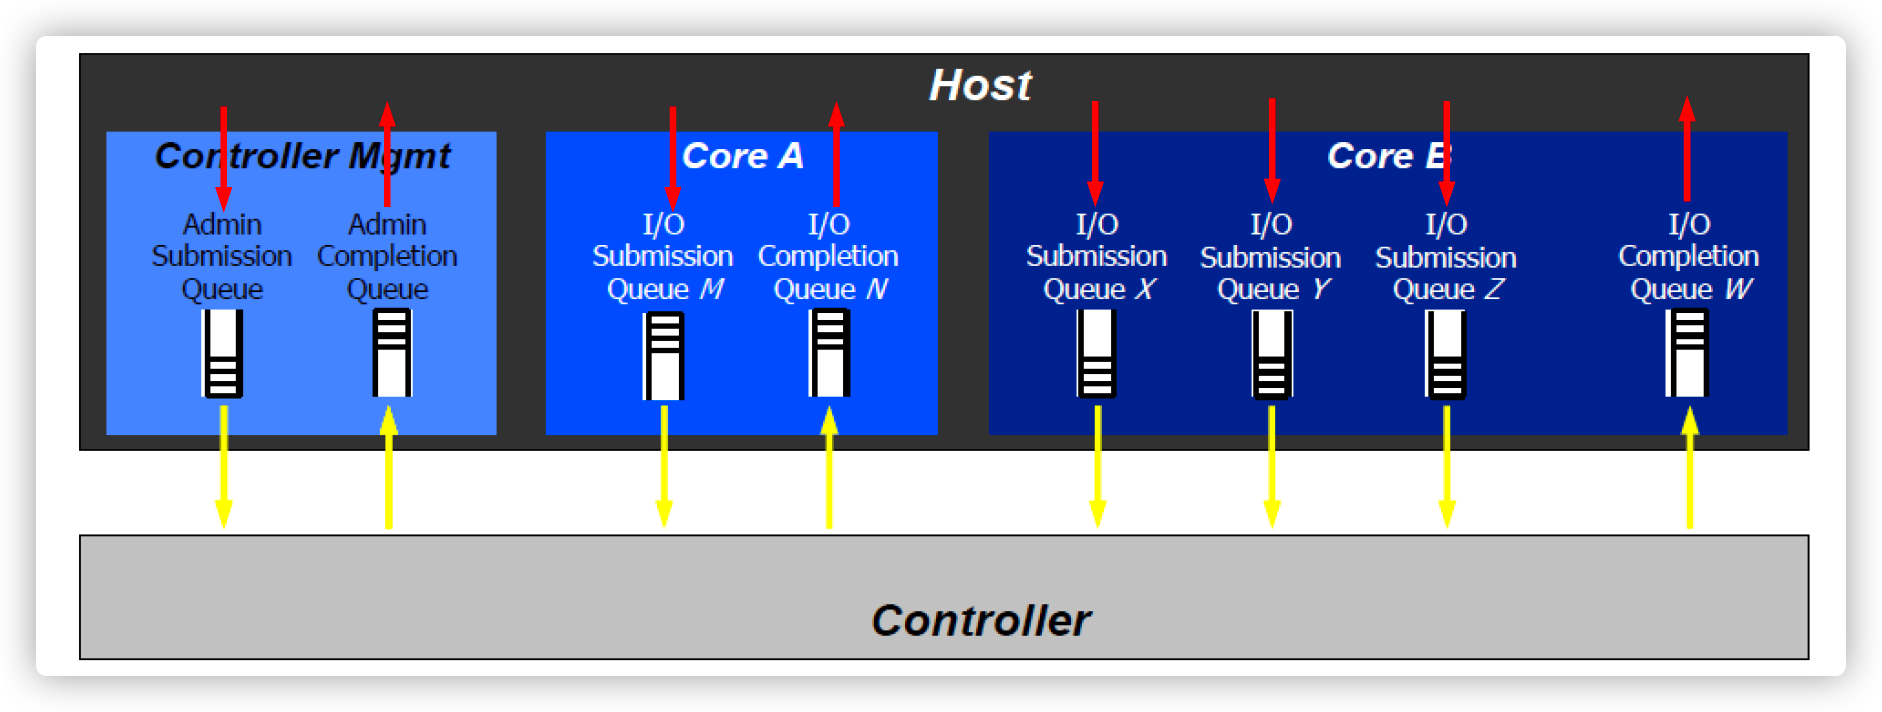 Host
Controller Mgmt
Admin
Submission
Queue
Admin
Completion
Queue
Core A
I/O
Submission
Queue M
I/O
Completion
Queue N
Core B
I/O
Submission
Queue X
I/O
Submission
Queue Y
I/O
Submission
Queue Z
I/O
Completion
Queue W
Controller